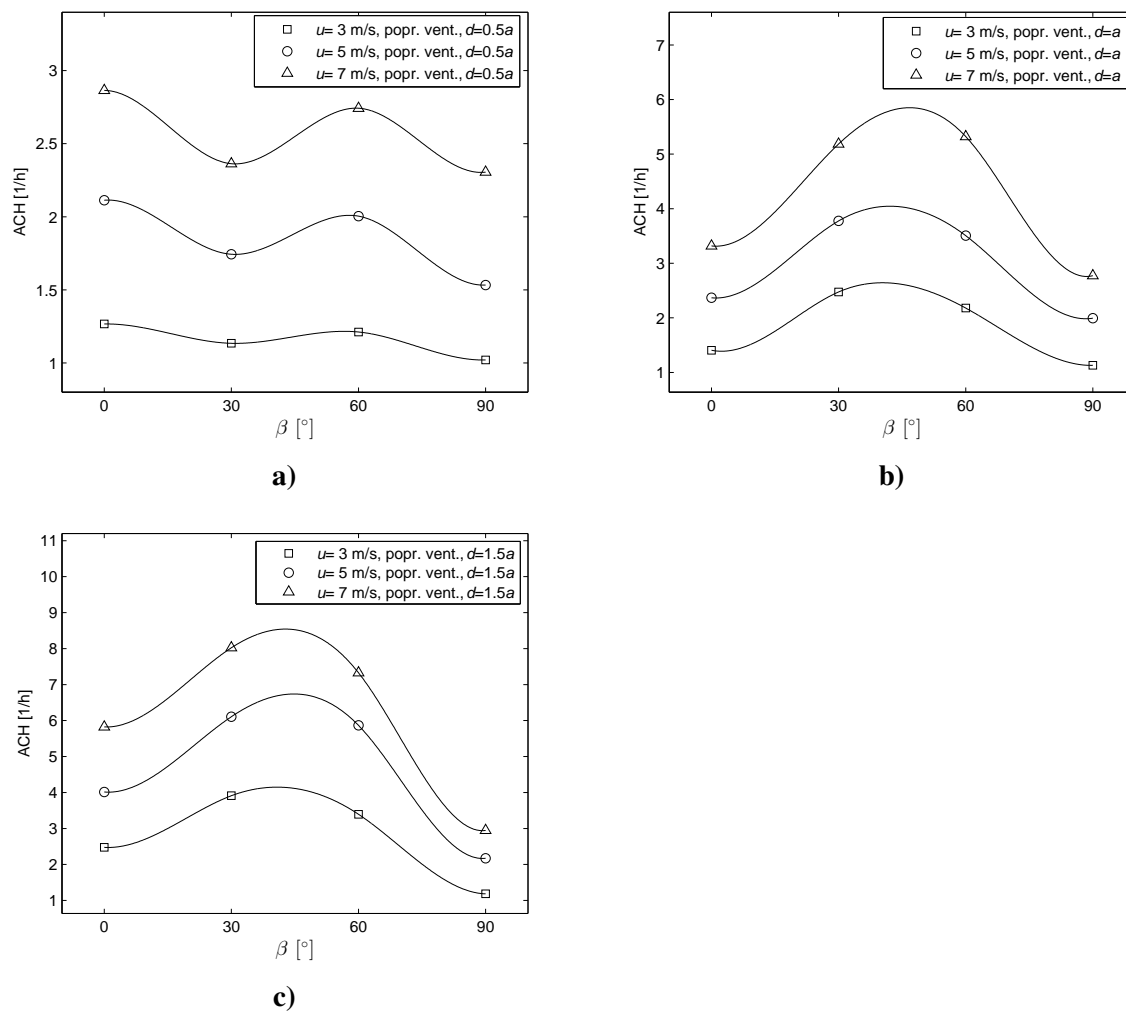 u= 3 m/s, popr. vent., d=0.5a
u= 5 m/s, popr. vent., d=0.5a
u= 7 m/s, popr. vent., d=0.5a
3
2.5
2
1.5
1
ACH [1/h]
0 30 60 90
β [°]
a)
u= 3 m/s, popr. vent., d=a
u= 5 m/s, popr. vent., d=a
u= 7 m/s, popr. vent., d=a
7
6
5
4
3
2
1
ACH [1/h]
0 30 60 90
β [°]
b)
u= 3 m/s, popr. vent., d=1.5a
u= 5 m/s, popr. vent., d=1.5a
u= 7 m/s, popr. vent., d=1.5a
11
10
9
8
7
6
5
4
3
2
1
ACH [1/h]
0 30 60 90
β [°]
c)